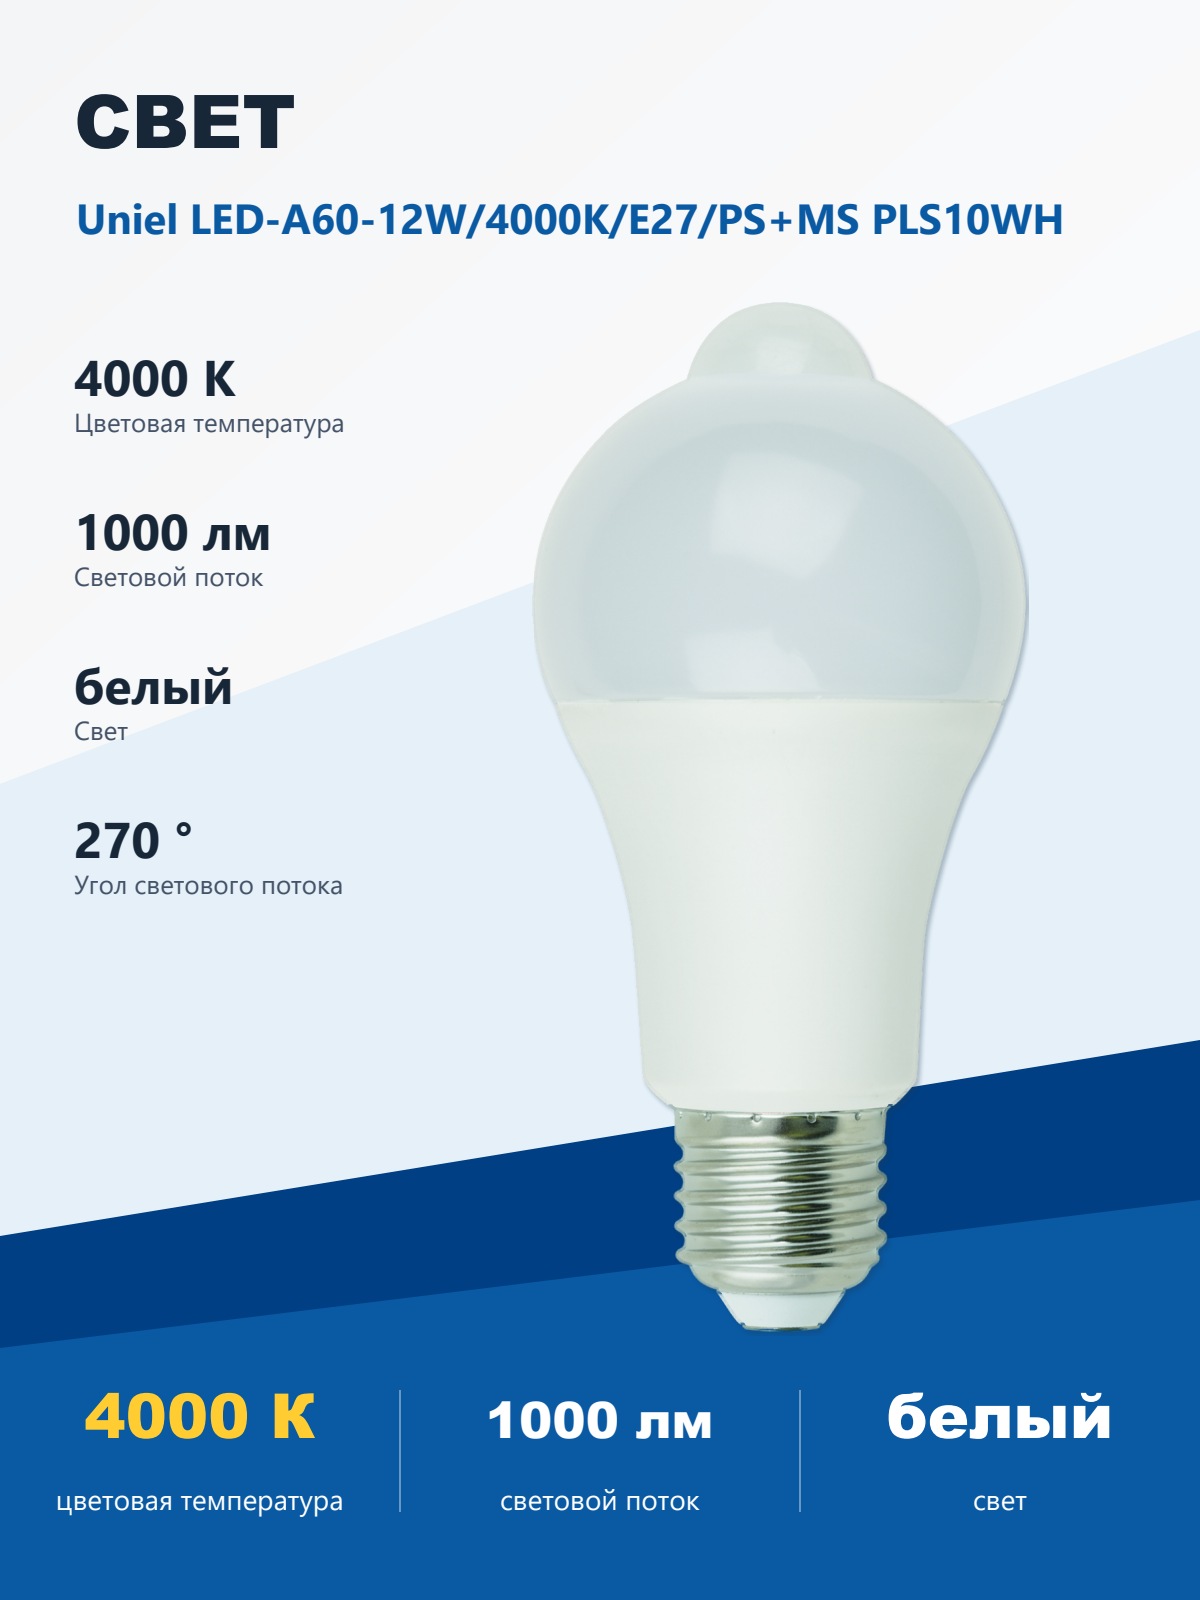 СВЕТ
Uniel LED-A60-12W/4000K/E27/PS+MS PLS10WH
4000 К
Цветовая температура
1000 лм
Световой поток
белый
Свет
270 °
Угол светового потока
4000 К
цветовая температура
1000 лм
световой поток
белый
свет